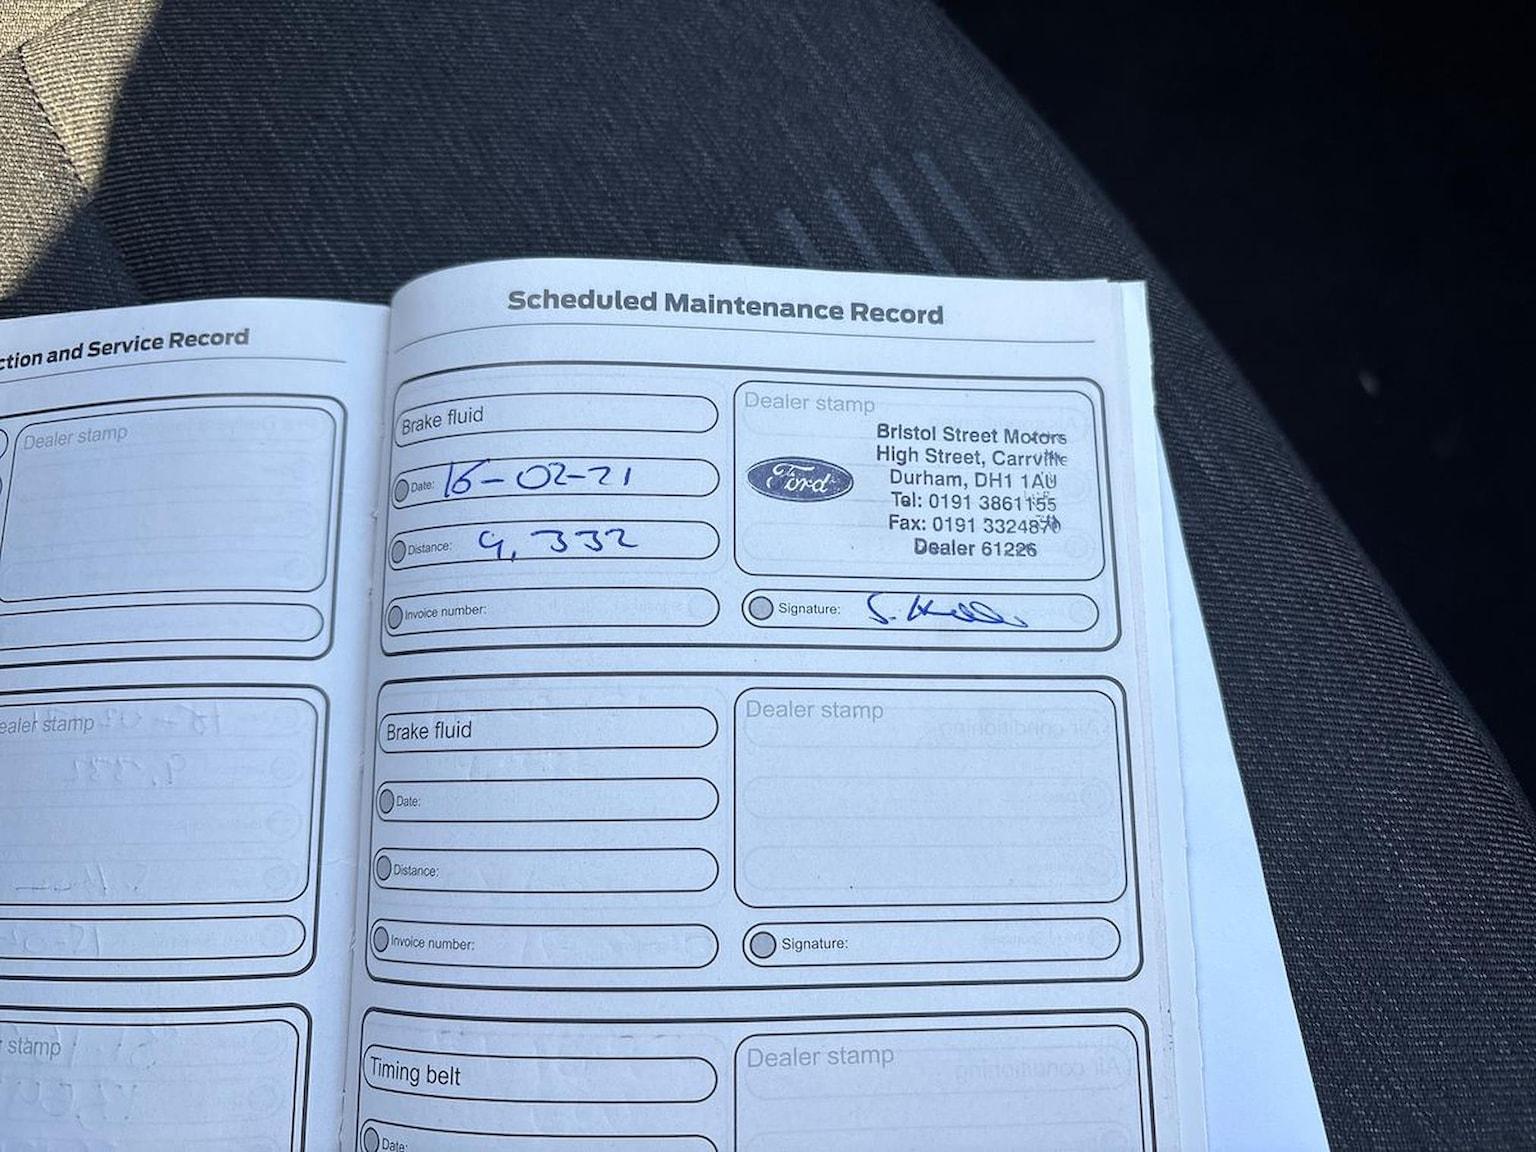 ction and Service Record
Dealer stamp
ealer stamp
stamp
Scheduled Maintenance Record
Brake fluid
Date: 15-02-21
Distance: 9,332
Invoice number:
Dealer stamp
Ford
Bristol Street Motors
High Street, Carrville
Durham, DH1 1AU
Tel: 0191 3861155
Fax: 0191 3324870
Dealer 61226
Signature:
Brake fluid
Date:
Distance:
Invoice number:
Dealer stamp
Signature:
Timing belt
Date:
Dealer stamp